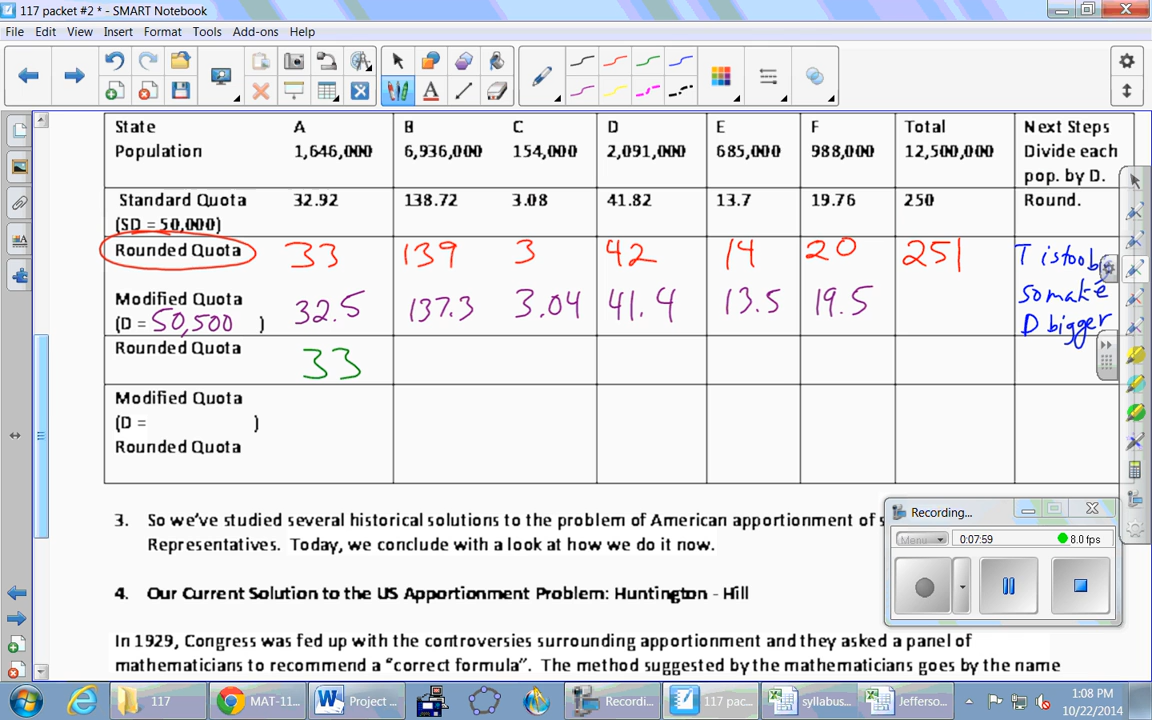 117 packet #2 * - SMART Notebook
File Edit View Insert Format Tools Add-ons Help
State A B C D E F Total Next Steps
Population 1,646,000 6,936,000 154,000 2,091,000 685,000 988,000 12,500,000 Divide each
pop. by D.
Standard Quota 32.92 138.72 3.08 41.82 13.7 19.76 250 Round.
(SD = 50,000)
Rounded Quota 33 139 3 42 14 20 251 T is too b
Modified Quota 32.5 137.3 3.04 41.4 13.5 19.5 so make
(D = 50,500 ) D bigger
Rounded Quota 33
Modified Quota
(D = )
Rounded Quota
3. So we've studied several historical solutions to the problem of American apportionment of
Representatives. Today, we conclude with a look at how we do it now.
4. Our Current Solution to the US Apportionment Problem: Huntington - Hill
In 1929, Congress was fed up with the controversies surrounding apportionment and they asked a panel of
mathematicians to recommend a “correct formula”. The method suggested by the mathematicians goes by the name
Recording...
Menu 0:07:59 8.0 fps
117 MAT-11... Project ... Recordi... 117 pac... syllabus... Jefferso...
1:08 PM
10/22/2014